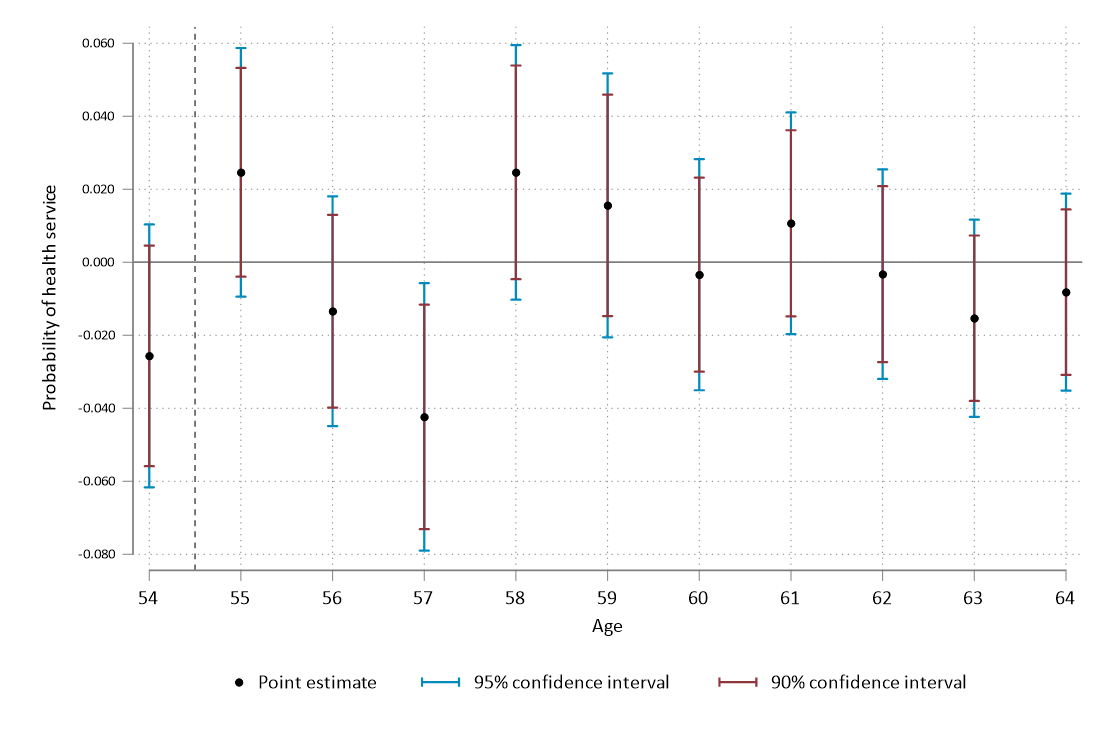 0.060
0.040
0.020
0.000
-0.020
-0.040
-0.060
-0.080
Probability of health service
54 55 56 57 58 59 60 61 62 63 64
Age
Point estimate 95% confidence interval 90% confidence interval